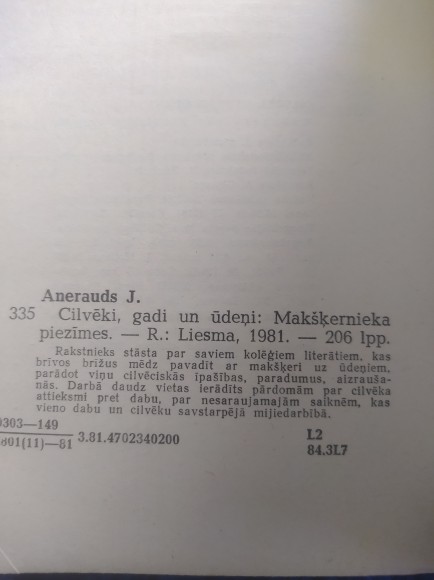 Anerauds J.
335 Cilvēki, gadi un ūdeņi: Makšķernieka
piezīmes. — R.: Liesma, 1981. — 206 lpp.
Rakstnieks stāsta par saviem kolēģiem literātiem, kas
brīvos brīžus mēdz pavadīt ar makšķeri uz ūdeņiem,
parādot viņu cilvēciskās īpašības, paradumus, aizrauša-
nās. Darbā daudz vietas ierādīts pārdomām par cilvēka
attieksmi pret dabu, par nesaraujamajām saiknēm, kas
vieno dabu un cilvēku savstarpējā mijiedarbībā.
0303—149
801(11)—81 3.81.4702340200
L2
84.3L7